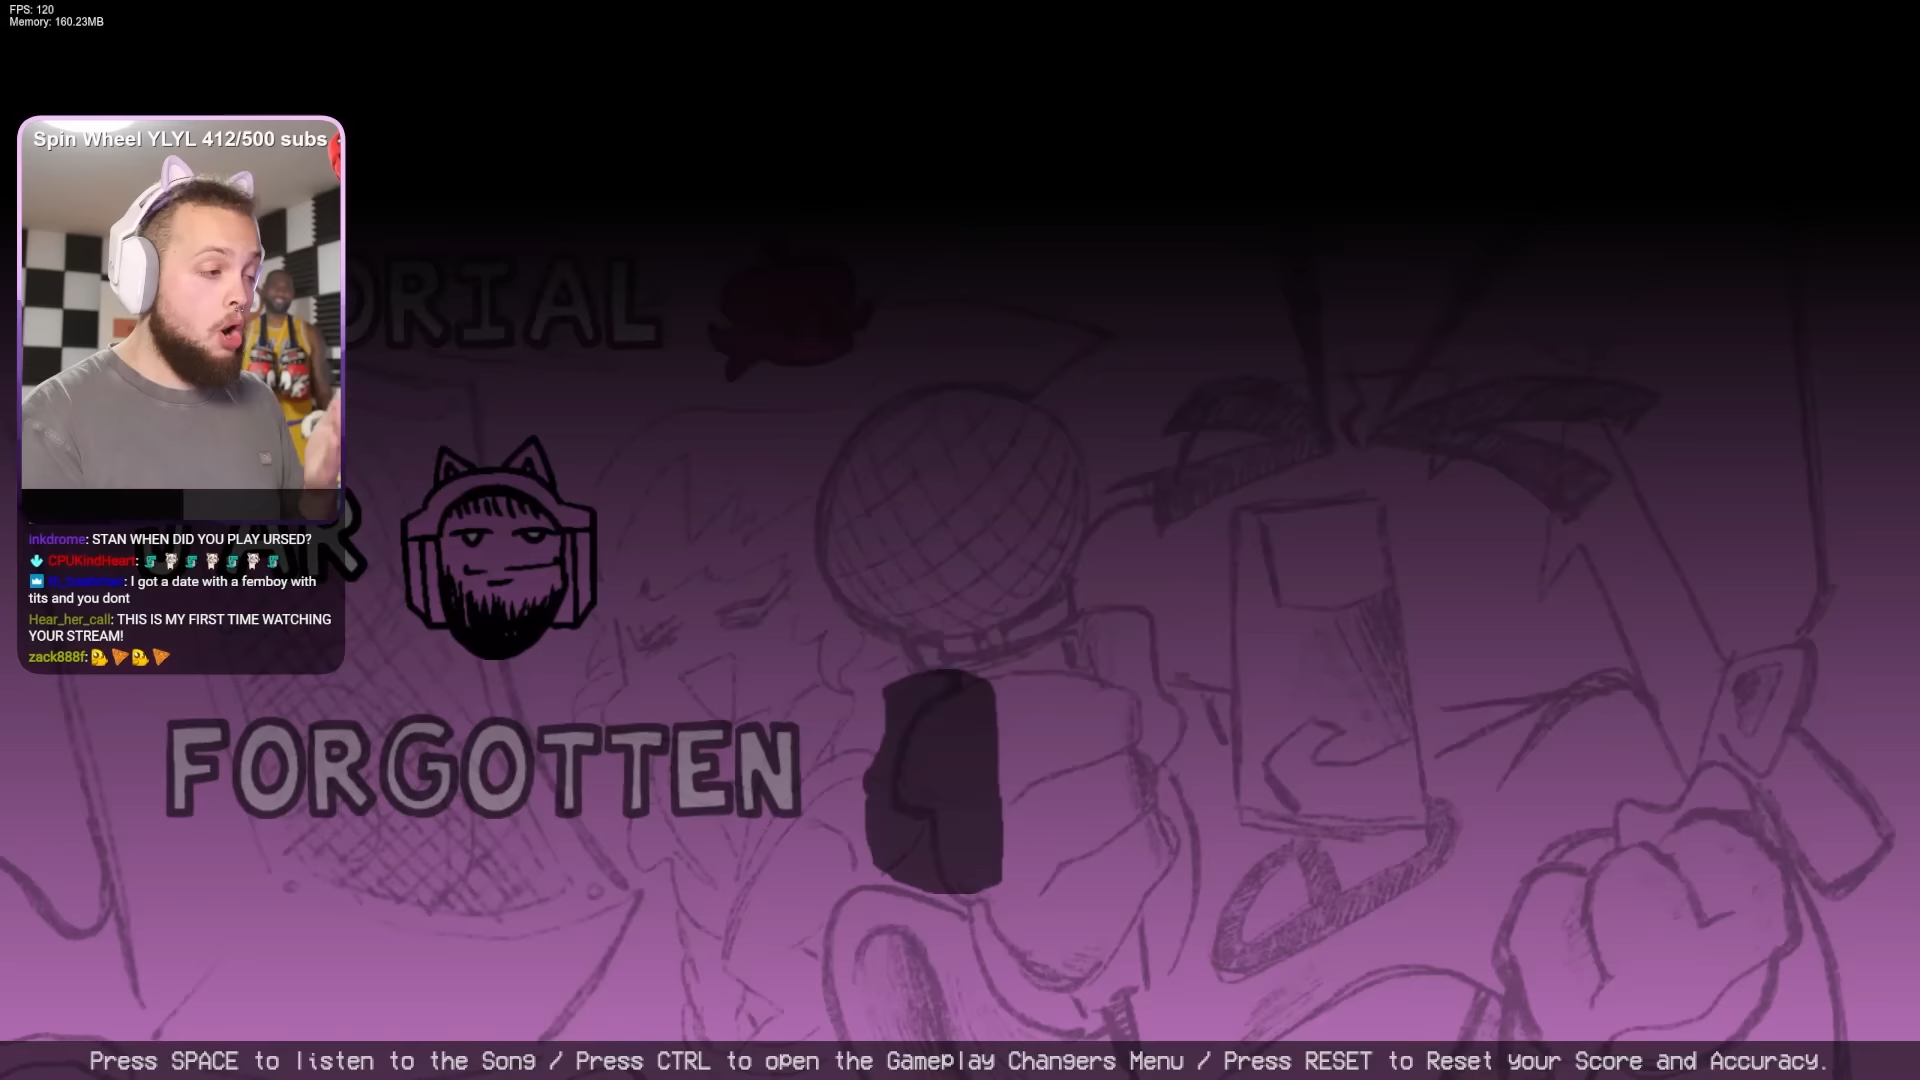 FPS: 120
Memory: 160.23MB
Spin Wheel YLYL 412/500 subs
ORIAL
AR
inkdrome: STAN WHEN DID YOU PLAY URSED?
CPUKindHeart:
: I got a date with a femboy with
tits and you dont
Hear_her_call: THIS IS MY FIRST TIME WATCHING
YOUR STREAM!
zack888f:
FORGOTTEN
Press SPACE to listen to the Song / Press CTRL to open the Gameplay Changers Menu / Press RESET to Reset your Score and Accuracy.